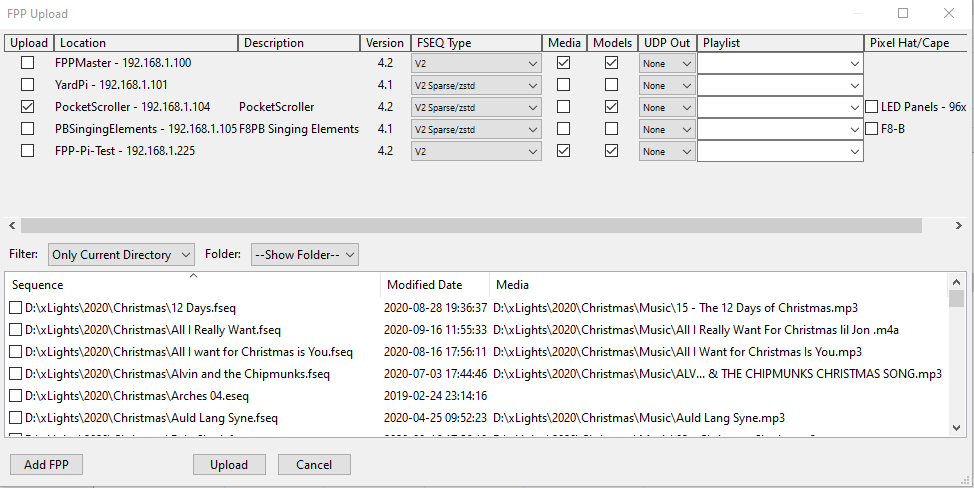 FPP Upload
Upload Location Description Version FSEQ Type Media Models UDP Out Playlist Pixel Hat/Cape
FPPMaster - 192.168.1.100 4.2 V2 None
YardPi - 192.168.1.101 4.1 V2 Sparse/zstd None
PocketScroller - 192.168.1.104 PocketScroller 4.2 V2 Sparse/zstd None LED Panels - 96x
PBSingingElements - 192.168.1.105 F8PB Singing Elements 4.1 V2 Sparse/zstd None F8-B
FPP-Pi-Test - 192.168.1.225 4.2 V2 None
Filter: Only Current Directory Folder: --Show Folder--
Sequence Modified Date Media
D:\xLights\2020\Christmas\12 Days.fseq 2020-08-28 19:36:37 D:\xLights\2020\Christmas\Music\15 - The 12 Days of Christmas.mp3
D:\xLights\2020\Christmas\All I Really Want.fseq 2020-09-16 11:55:33 D:\xLights\2020\Christmas\Music\All I Really Want For Christmas lil Jon .m4a
D:\xLights\2020\Christmas\All I want for Christmas is You.fseq 2020-08-16 17:56:11 D:\xLights\2020\Christmas\Music\All I Want for Christmas Is You.mp3
D:\xLights\2020\Christmas\Alvin and the Chipmunks.fseq 2020-07-03 17:44:46 D:\xLights\2020\Christmas\Music\ALV... & THE CHIPMUNKS CHRISTMAS SONG.mp3
D:\xLights\2020\Christmas\Arches 04.eseq 2019-02-24 23:14:16
D:\xLights\2020\Christmas\Auld Lang Syne.fseq 2020-04-25 09:52:23 D:\xLights\2020\Christmas\Music\Auld Lang Syne.mp3
Add FPP Upload Cancel